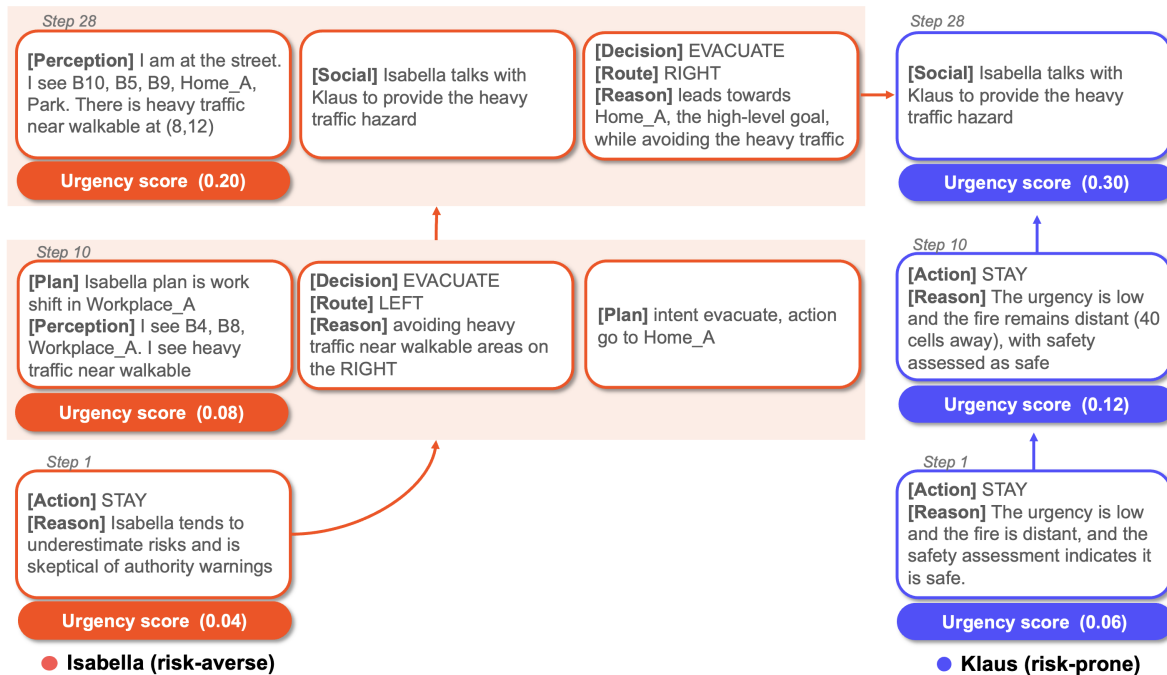 Step 28
[Perception] I am at the street.
I see B10, B5, B9, Home_A,
Park. There is heavy traffic
near walkable at (8,12)
Urgency score (0.20)
[Social] Isabella talks with
Klaus to provide the heavy
traffic hazard
[Decision] EVACUATE
[Route] RIGHT
[Reason] leads towards
Home_A, the high-level goal,
while avoiding the heavy traffic
Step 28
[Social] Isabella talks with
Klaus to provide the heavy
traffic hazard
Urgency score (0.30)
Step 10
[Plan] Isabella plan is work
shift in Workplace_A
[Perception] I see B4, B8,
Workplace_A. I see heavy
traffic near walkable
Urgency score (0.08)
[Decision] EVACUATE
[Route] LEFT
[Reason] avoiding heavy
traffic near walkable areas on
the RIGHT
[Plan] intent evacuate, action
go to Home_A
Step 10
[Action] STAY
[Reason] The urgency is low
and the fire remains distant (40
cells away), with safety
assessed as safe
Urgency score (0.12)
Step 1
[Action] STAY
[Reason] Isabella tends to
underestimate risks and is
skeptical of authority warnings
Urgency score (0.04)
Step 1
[Action] STAY
[Reason] The urgency is low
and the fire is distant, and the
safety assessment indicates it
is safe.
Urgency score (0.06)
Isabella (risk-averse)
Klaus (risk-prone)